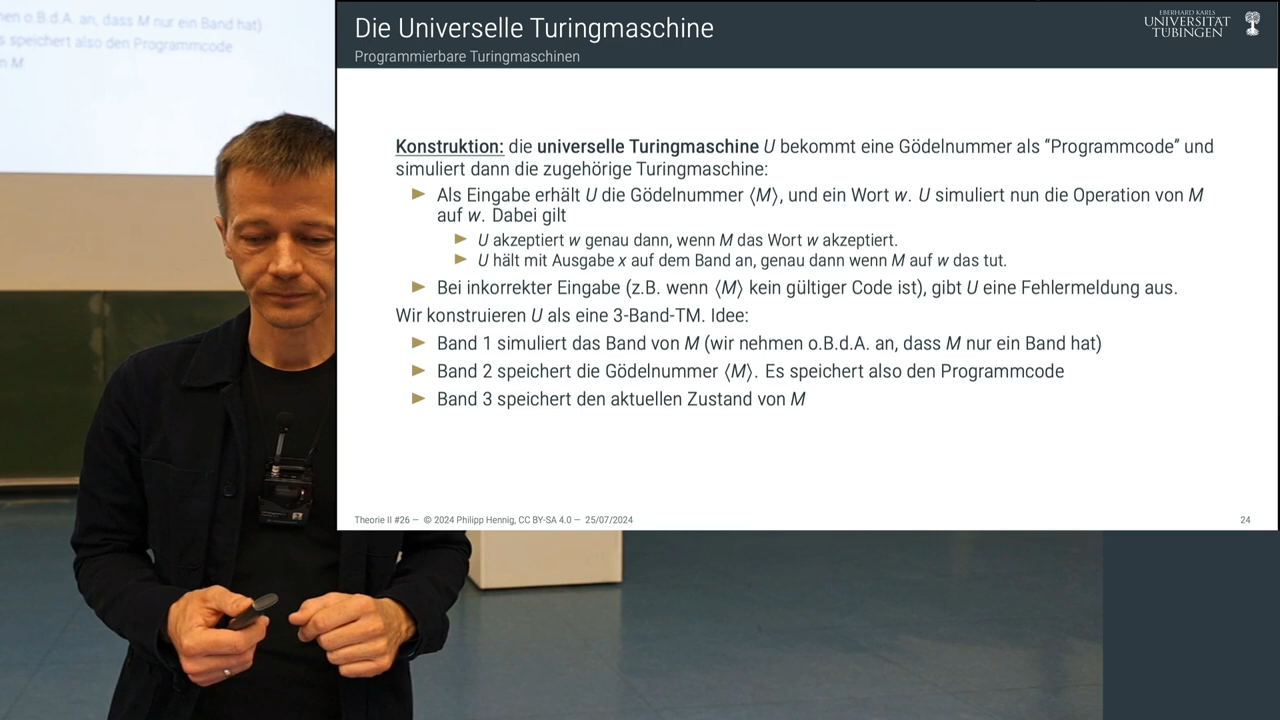 en o.B.d.A. an, dass M nur ein Band hat)
s speichert also den Programmcode
n M
Die Universelle Turingmaschine
Programmierbare Turingmaschinen
EBERHARD KARLS
UNIVERSITÄT
TÜBINGEN
Konstruktion: die universelle Turingmaschine U bekommt eine Gödelnummer als “Programmcode” und
simuliert dann die zugehörige Turingmaschine:
► Als Eingabe erhält U die Gödelnummer ⟨M⟩, und ein Wort w. U simuliert nun die Operation von M
auf w. Dabei gilt
► U akzeptiert w genau dann, wenn M das Wort w akzeptiert.
► U hält mit Ausgabe x auf dem Band an, genau dann wenn M auf w das tut.
► Bei inkorrekter Eingabe (z.B. wenn ⟨M⟩ kein gültiger Code ist), gibt U eine Fehlermeldung aus.
Wir konstruieren U als eine 3-Band-TM. Idee:
► Band 1 simuliert das Band von M (wir nehmen o.B.d.A. an, dass M nur ein Band hat)
► Band 2 speichert die Gödelnummer ⟨M⟩. Es speichert also den Programmcode
► Band 3 speichert den aktuellen Zustand von M
Theorie II #26 — © 2024 Philipp Hennig, CC BY-SA 4.0 — 25/07/2024
24